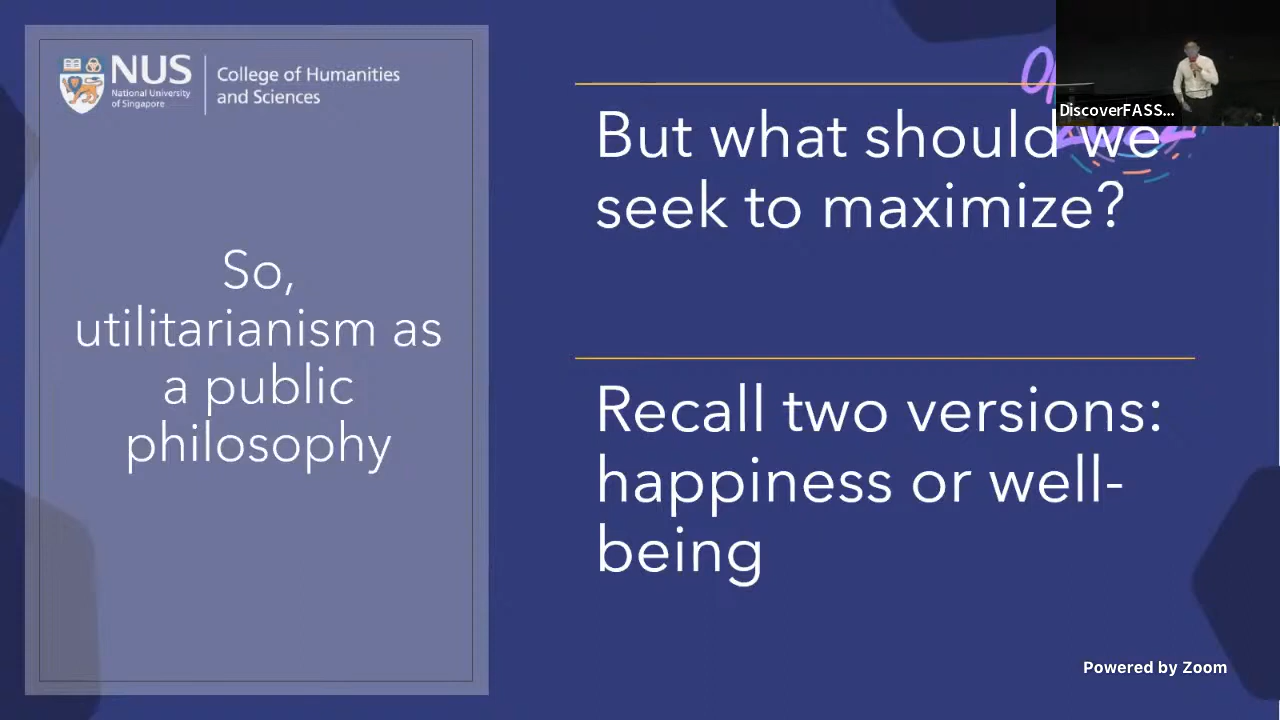 NUS
National University
of Singapore
College of Humanities
and Sciences
So,
utilitarianism as
a public
philosophy
But what should we
seek to maximize?
Recall two versions:
happiness or well-
being
DiscoverFASS...
Powered by Zoom